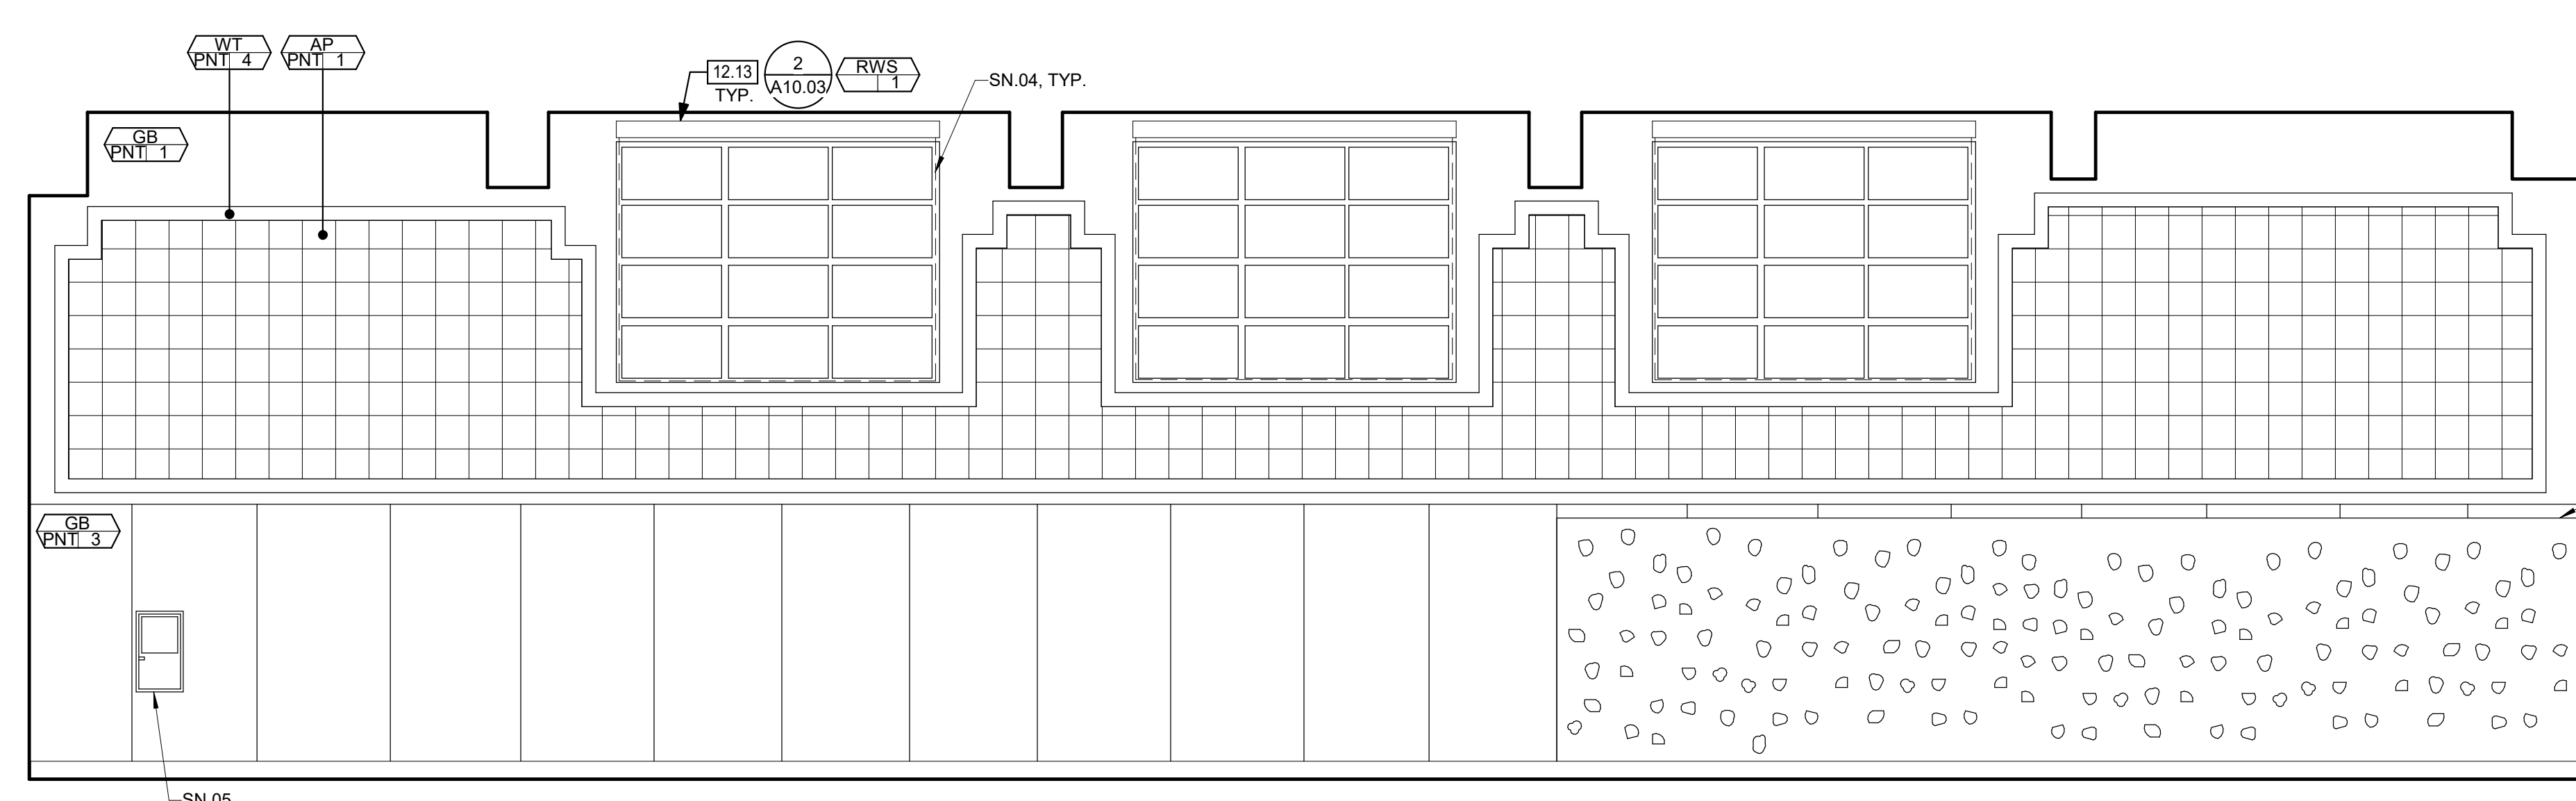 WT
PNT 4
AP
PNT 1
12.13
TYP.
2
A10.03
RWS
1
SN.04, TYP.
GB
PNT 1
GB
PNT 3
SN.05